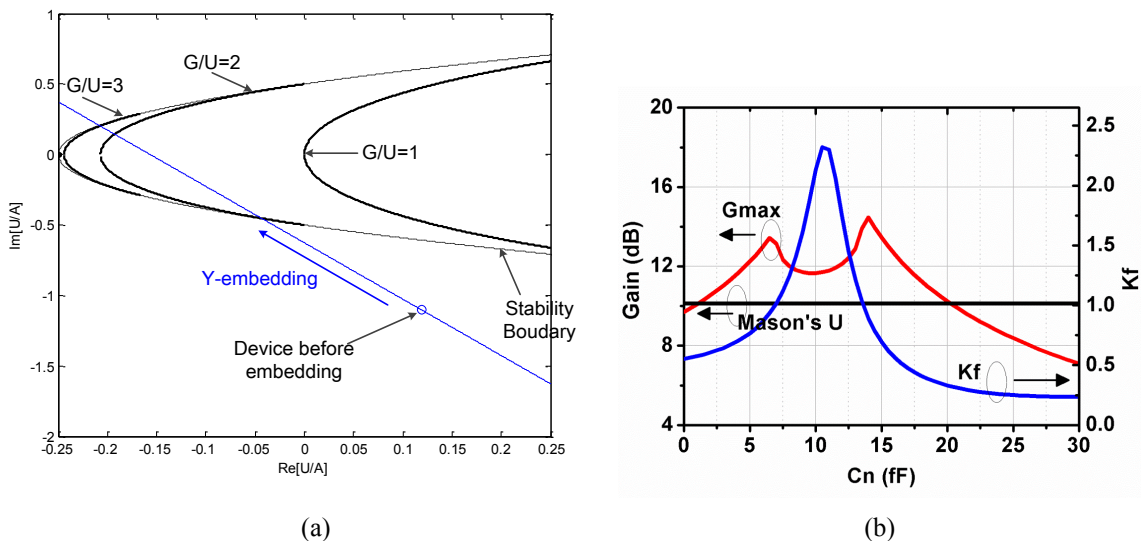 (a)
1
0.5
0
-0.5
-1
-1.5
-2
Im[U/A]
-0.25
-0.2
-0.15
-0.1
-0.05
0
0.05
0.1
0.15
0.2
0.25
Re[U/A]
G/U=2
G/U=3
G/U=1
Y-embedding
Stability
Boudary
Device before
embedding
(a)
20
16
12
8
4
Gain (dB)
2.5
2.0
1.5
1.0
0.5
0.0
Kf
0
5
10
15
20
25
30
Cn (fF)
Gmax
Mason's U
Kf
(b)